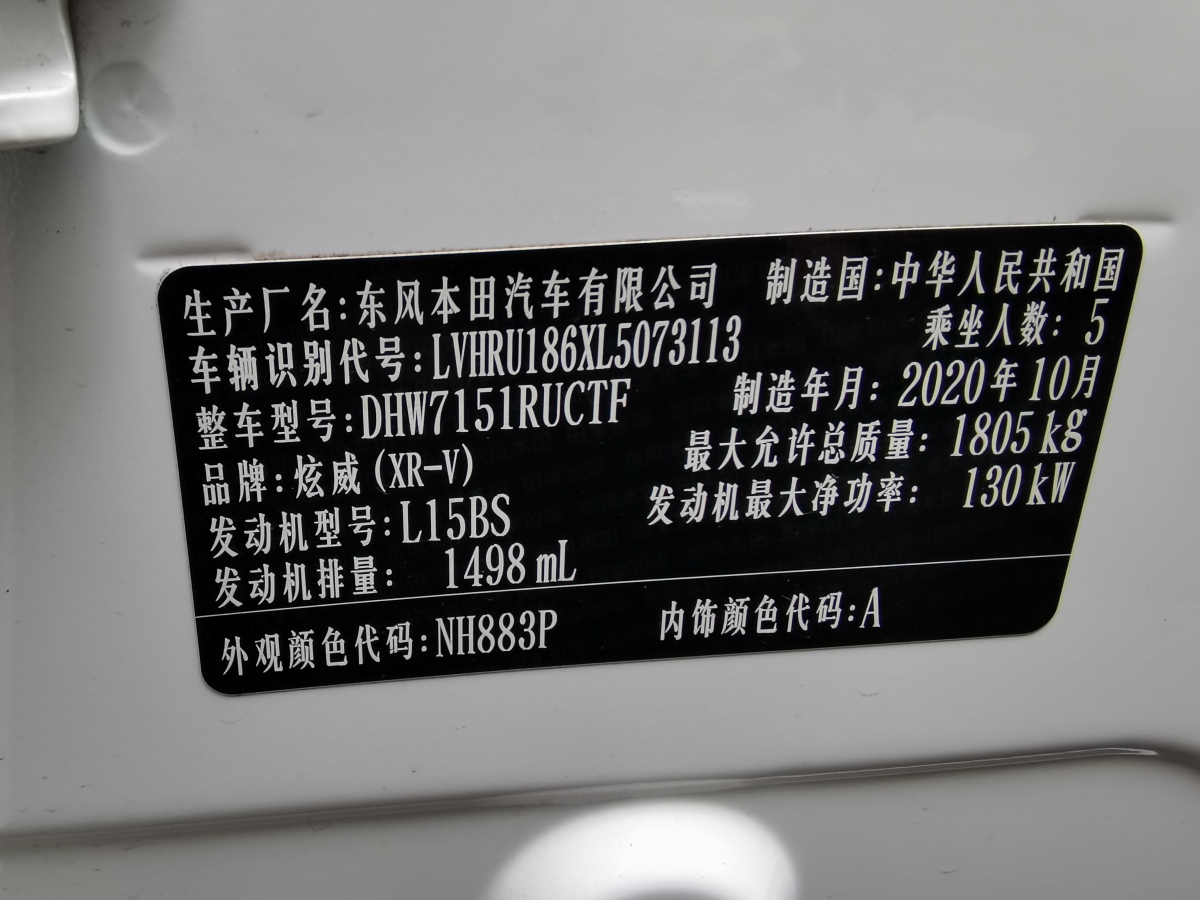 生产厂名:东风本田汽车有限公司 制造国:中华人民共和国
车辆识别代号:LVHRU186XL5073113 乘坐人数: 5
整车型号:DHW7151RUCTF 制造年月: 2020年10月
品牌:炫威(XR-V) 最大允许总质量: 1805kg
发动机型号:L15BS 发动机最大净功率: 130kW
发动机排量: 1498mL
外观颜色代码:NH883P 内饰颜色代码:A